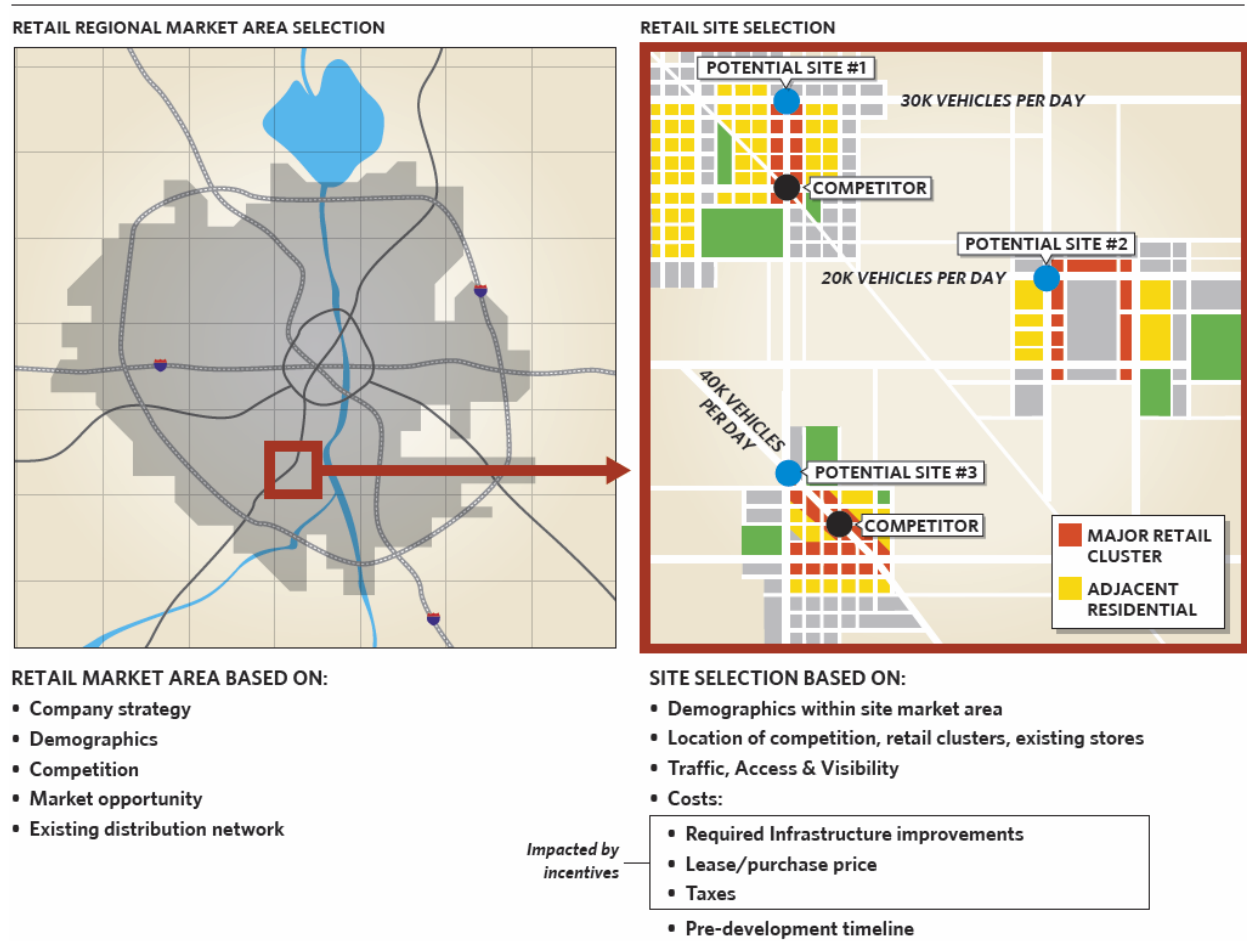 RETAIL REGIONAL MARKET AREA SELECTION
RETAIL SITE SELECTION
POTENTIAL SITE #1
30K VEHICLES PER DAY
COMPETITOR
POTENTIAL SITE #2
20K VEHICLES PER DAY
40K VEHICLES
PER DAY
POTENTIAL SITE #3
COMPETITOR
MAJOR RETAIL
CLUSTER
ADJACENT
RESIDENTIAL
RETAIL MARKET AREA BASED ON:
• Company strategy
• Demographics
• Competition
• Market opportunity
• Existing distribution network
SITE SELECTION BASED ON:
• Demographics within site market area
• Location of competition, retail clusters, existing stores
• Traffic, Access & Visibility
• Costs:
Impacted by
incentives
• Required Infrastructure improvements
• Lease/purchase price
• Taxes
• Pre-development timeline